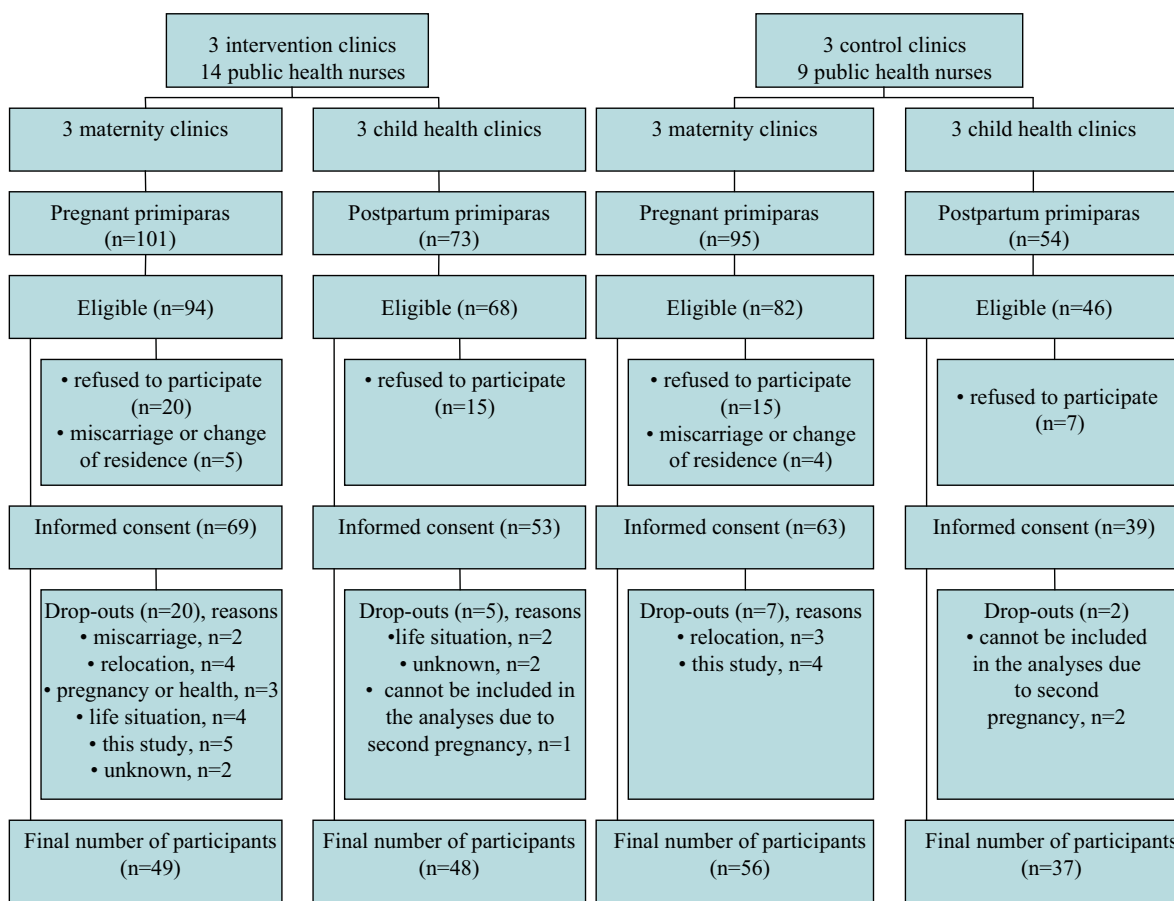 3 intervention clinics
14 public health nurses
3 control clinics
9 public health nurses
3 maternity clinics
3 child health clinics
3 maternity clinics
3 child health clinics
Pregnant primiparas
(n=101)
Postpartum primiparas
(n=73)
Pregnant primiparas
(n=95)
Postpartum primiparas
(n=54)
Eligible (n=94)
Eligible (n=68)
Eligible (n=82)
Eligible (n=46)
• refused to participate
(n=20)
• miscarriage or change
of residence (n=5)
• refused to participate
(n=15)
• refused to participate
(n=15)
• miscarriage or change
of residence (n=4)
• refused to participate
(n=7)
Informed consent (n=69)
Informed consent (n=53)
Informed consent (n=63)
Informed consent (n=39)
Drop-outs (n=20), reasons
• miscarriage, n=2
• relocation, n=4
• pregnancy or health, n=3
• life situation, n=4
• this study, n=5
• unknown, n=2
Drop-outs (n=5), reasons
•life situation, n=2
• unknown, n=2
• cannot be included in
the analyses due to
second pregnancy, n=1
Drop-outs (n=7), reasons
• relocation, n=3
• this study, n=4
Drop-outs (n=2)
• cannot be included
in the analyses due
to second
pregnancy, n=2
Final number of participants
(n=49)
Final number of participants
(n=48)
Final number of participants
(n=56)
Final number of participants
(n=37)